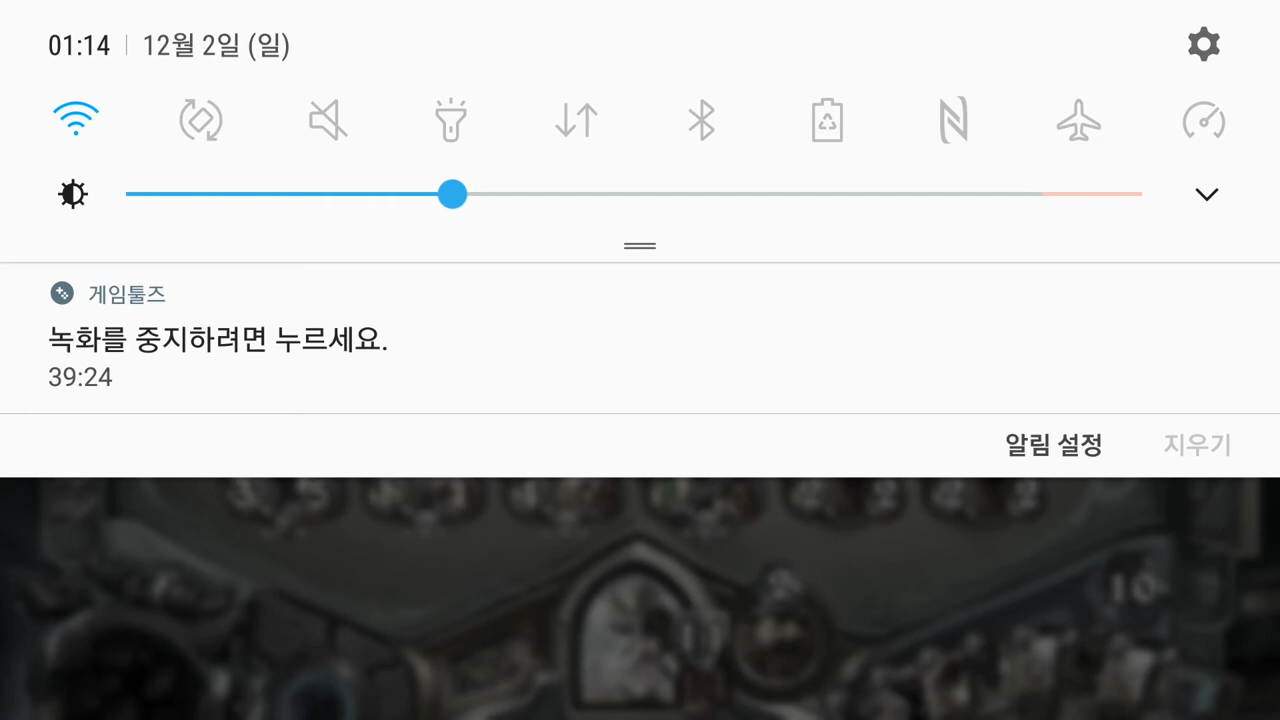 01:14 | 12월 2일 (일)
게임툴즈
녹화를 중지하려면 누르세요.
39:24
알림 설정 지우기
10